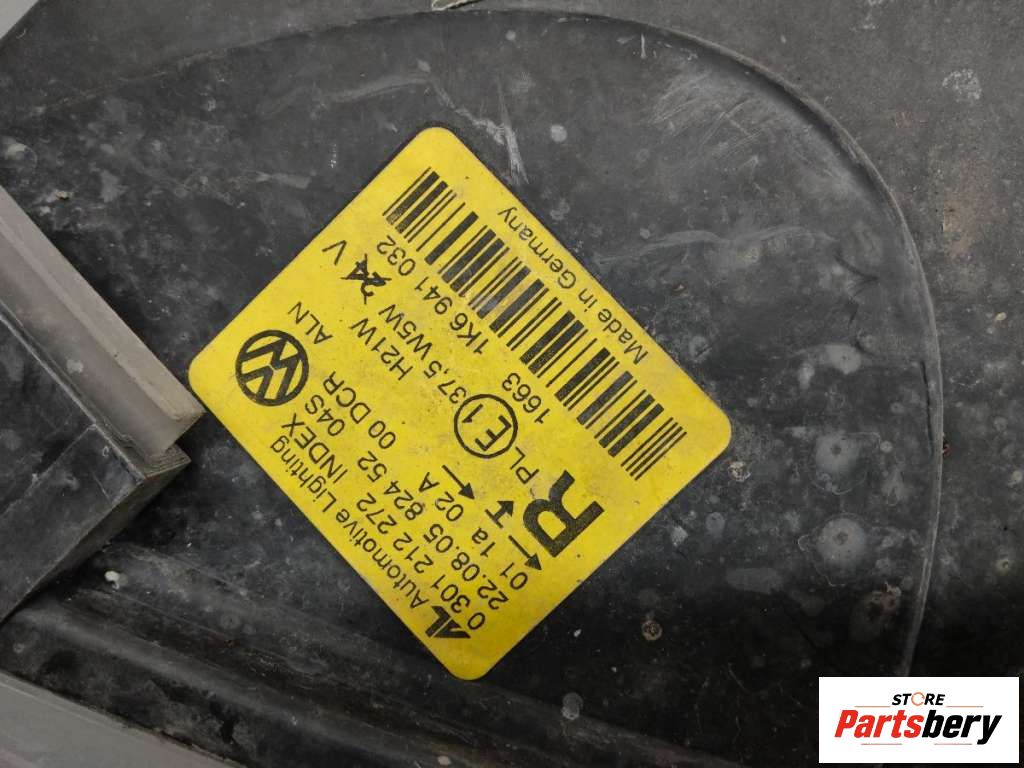 AL Automotive Lighting
0 301 212 272 INDEX 04S ALN
22.08.05 824 52 00 DCR H21W 24 V
01 1a 02 A E1 37,5 W5W
R PL 1663 1K6 941 032
Made in Germany
STORE
Partsbery